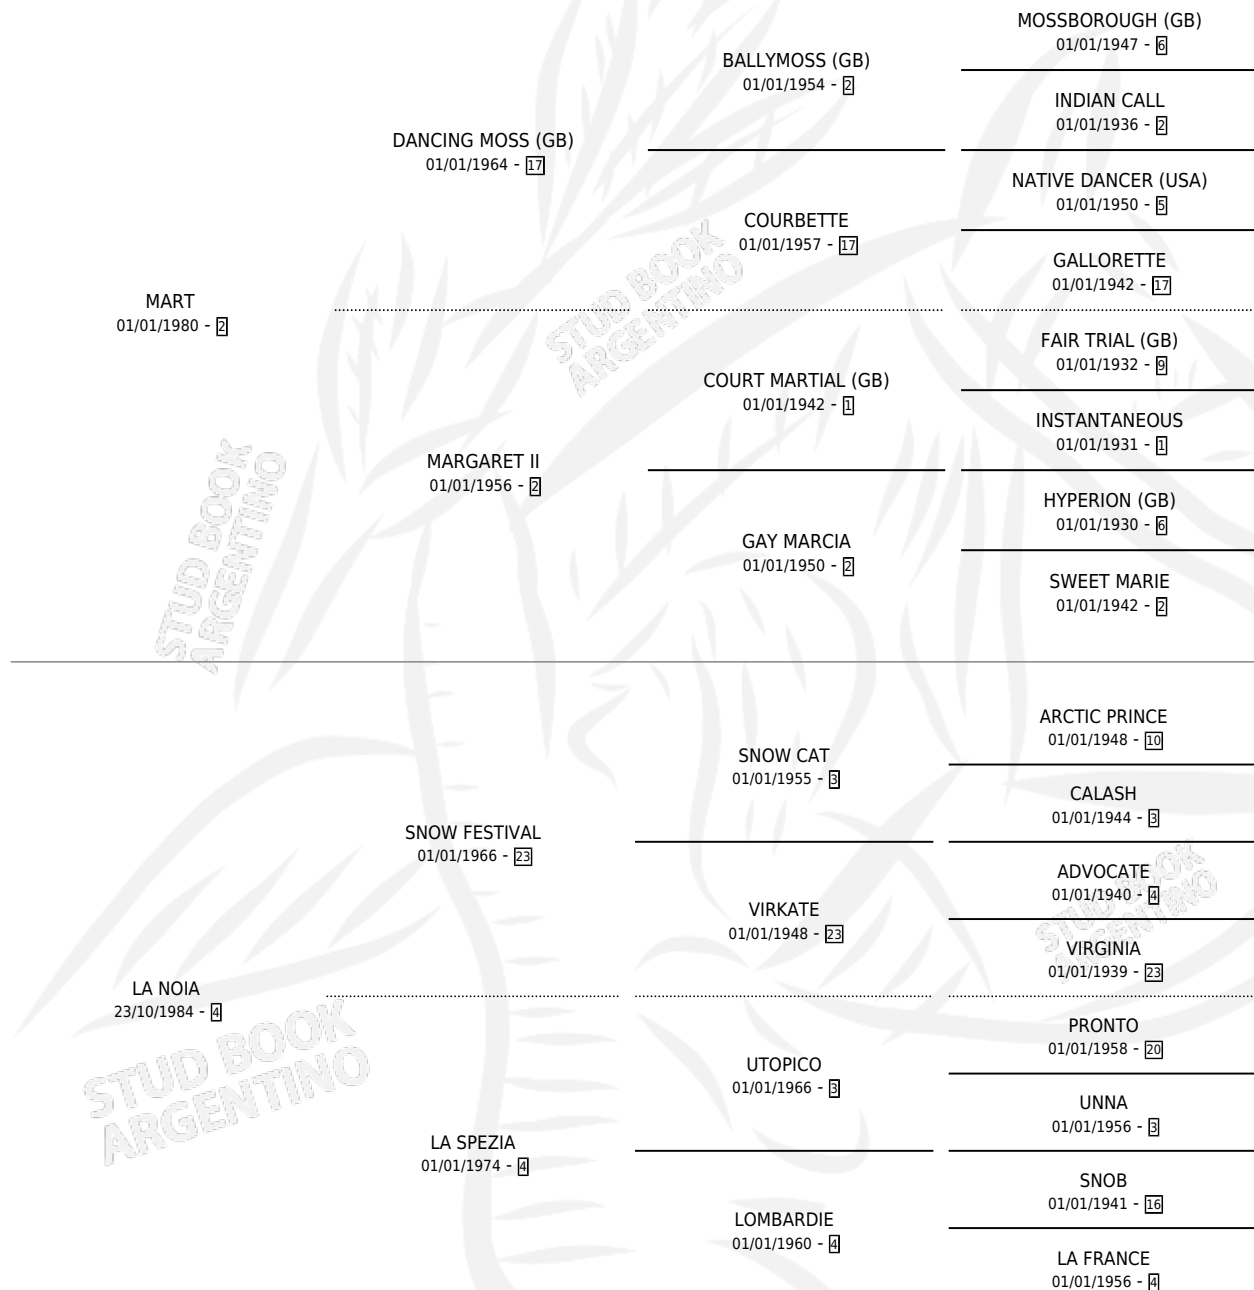 MOSSBOROUGH (GB)
01/01/1947 - 6
BALLYMOSS (GB)
01/01/1954 - 2
INDIAN CALL
01/01/1936 - 2
DANCING MOSS (GB)
01/01/1964 - 17
NATIVE DANCER (USA)
01/01/1950 - 5
COURBETTE
01/01/1957 - 17
GALLORETTE
01/01/1942 - 17
MART
01/01/1980 - 2
FAIR TRIAL (GB)
01/01/1932 - 9
COURT MARTIAL (GB)
01/01/1942 - 1
INSTANTANEOUS
01/01/1931 - 1
MARGARET II
01/01/1956 - 2
HYPERION (GB)
01/01/1930 - 6
GAY MARCIA
01/01/1950 - 2
SWEET MARIE
01/01/1942 - 2
ARCTIC PRINCE
01/01/1948 - 10
SNOW CAT
01/01/1955 - 3
CALASH
01/01/1944 - 3
SNOW FESTIVAL
01/01/1966 - 23
ADVOCATE
01/01/1940 - 4
VIRKATE
01/01/1948 - 23
VIRGINIA
01/01/1939 - 23
LA NOIA
23/10/1984 - 4
PRONTO
01/01/1958 - 20
UTOPICO
01/01/1966 - 3
UNNA
01/01/1956 - 3
LA SPEZIA
01/01/1974 - 4
SNOB
01/01/1941 - 16
LOMBARDIE
01/01/1960 - 4
LA FRANCE
01/01/1956 - 4
STUD BOOK
ARGENTINO
STUD BOOK
ARGENTINO
STUD BOOK
ARGENTINO
STUD BOOK
ARGENTINO